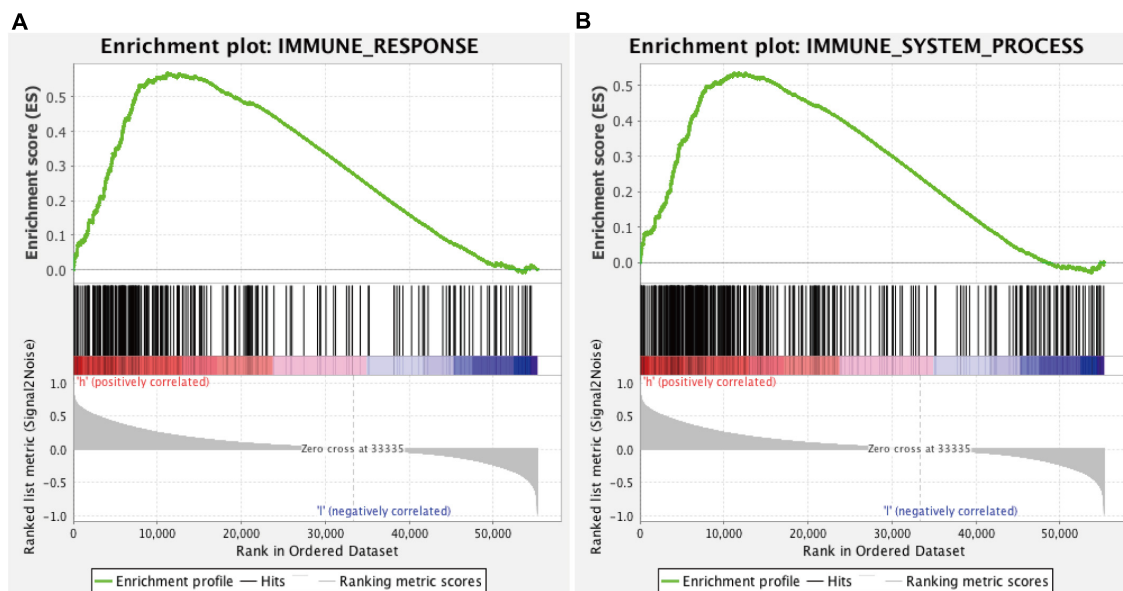 A
Enrichment plot: IMMUNE_RESPONSE
Enrichment score (ES)
0.5
0.4
0.3
0.2
0.1
0.0
Ranked list metric (Signal2Noise)
1.0
0.5
0.0
-0.5
-1.0
'h' (positively correlated)
Zero cross at 33335
'l' (negatively correlated)
0
10,000
20,000
30,000
40,000
50,000
Rank in Ordered Dataset
Enrichment profile
Hits
Ranking metric scores
B
Enrichment plot: IMMUNE_SYSTEM_PROCESS
Enrichment score (ES)
0.5
0.4
0.3
0.2
0.1
0.0
Ranked list metric (Signal2Noise)
1.0
0.5
0.0
-0.5
-1.0
'h' (positively correlated)
Zero cross at 33335
'l' (negatively correlated)
0
10,000
20,000
30,000
40,000
50,000
Rank in Ordered Dataset
Enrichment profile
Hits
Ranking metric scores